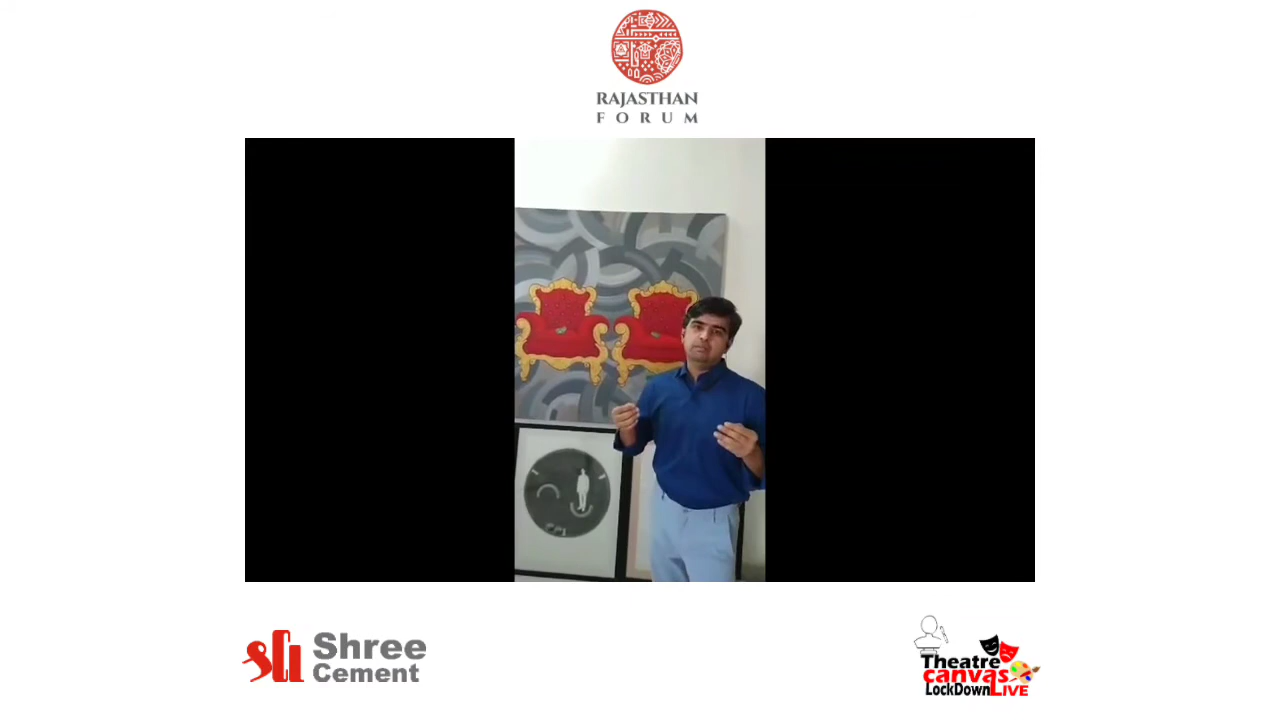 RAJASTHAN
FORUM
Shree
Cement
Theatre
canvas
LockDown LIVE